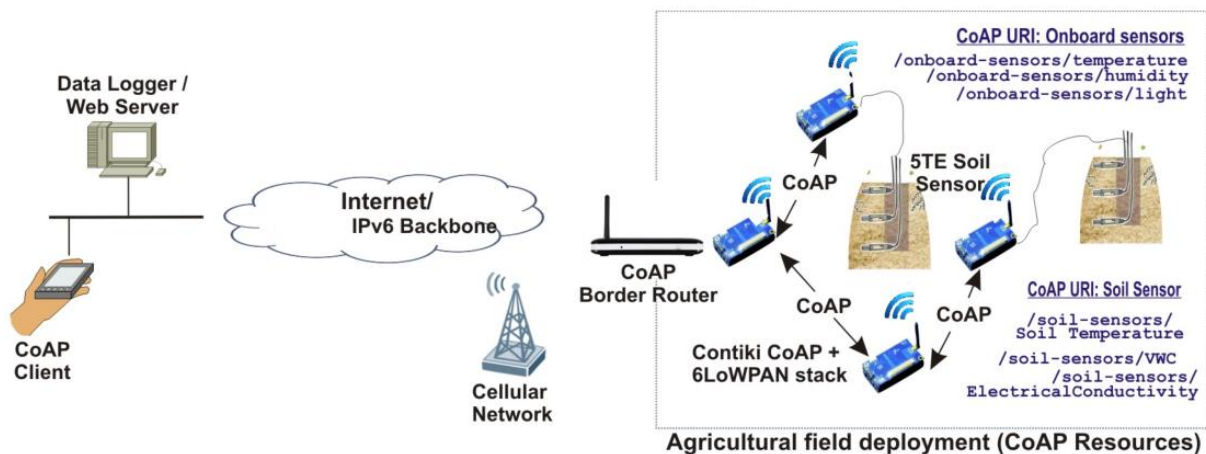 Data Logger /
Web Server
CoAP
Client
Internet/
IPv6 Backbone
Cellular
Network
CoAP
Border Router
CoAP
CoAP
CoAP
5TE Soil
Sensor
Contiki CoAP +
6LoWPAN stack
CoAP URI: Onboard sensors
/onboard-sensors/temperature
/onboard-sensors/humidity
/onboard-sensors/light
CoAP URI: Soil Sensor
/soil-sensors/
Soil Temperature
/soil-sensors/VWC
/soil-sensors/
ElectricalConductivity
Agricultural field deployment (CoAP Resources)